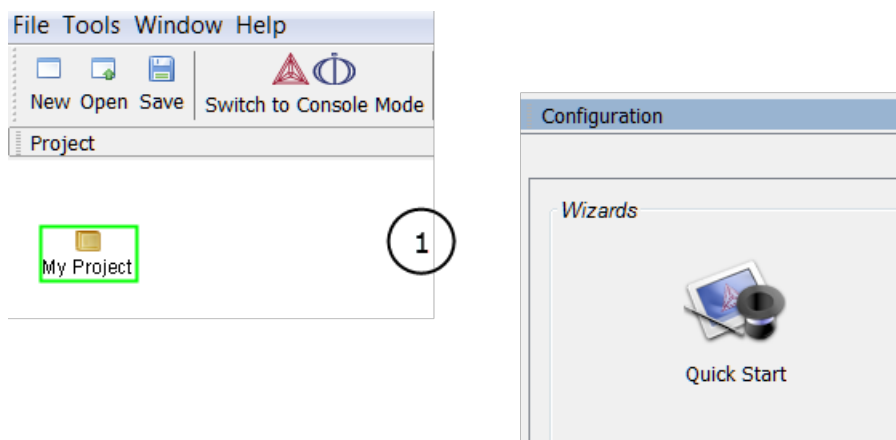 File Tools Window Help
New Open Save Switch to Console Mode
Project
My Project
1
Configuration
Wizards
Quick Start